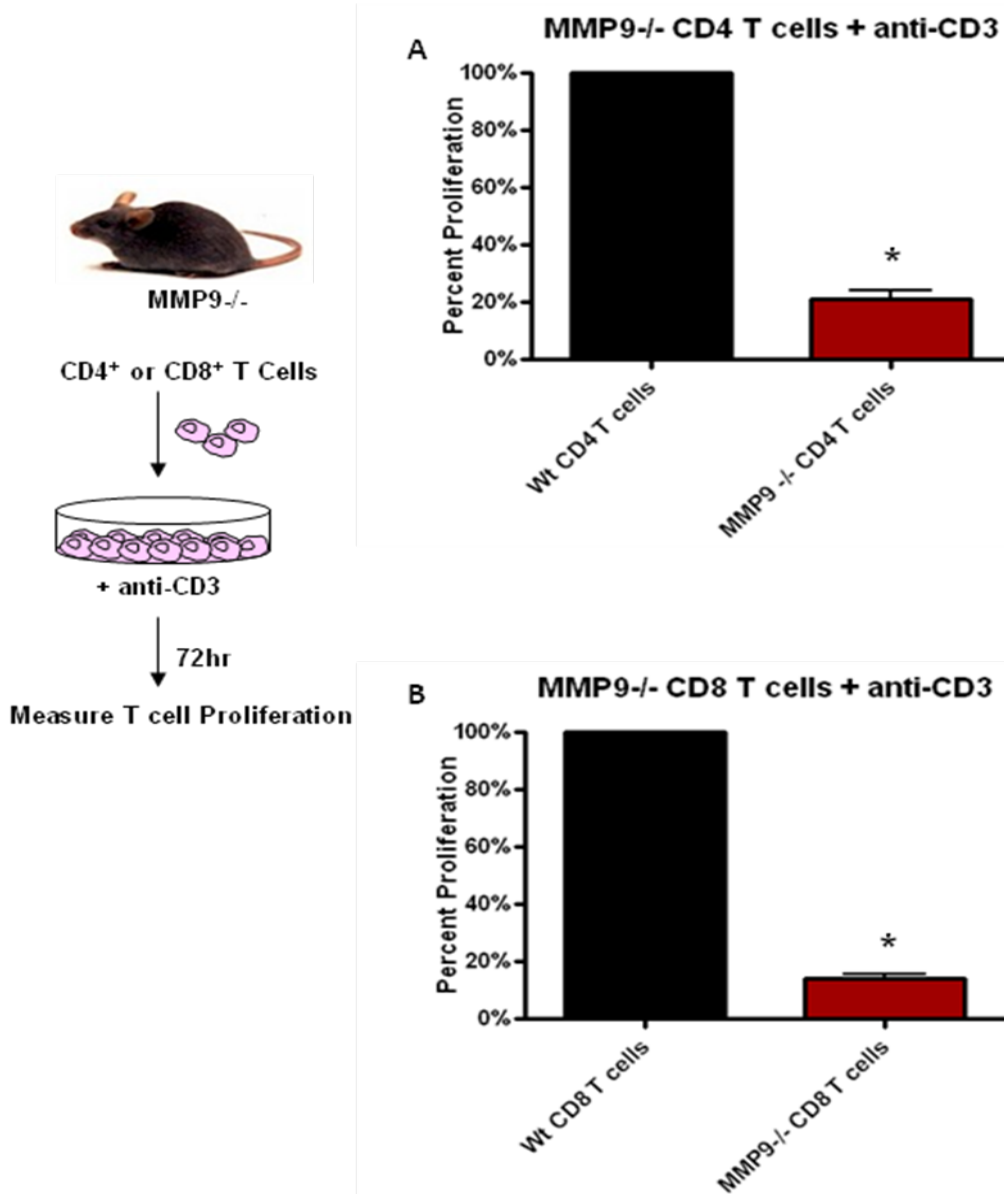 MMP9-/-
CD4⁺ or CD8⁺ T Cells
+ anti-CD3
72hr
Measure T cell Proliferation
A
MMP9-/- CD4 T cells + anti-CD3
Percent Proliferation
100%
80%
60%
40%
20%
0%
*
Wt CD4 T cells
MMP9 -/- CD4 T cells
B
MMP9-/- CD8 T cells + anti-CD3
Percent Proliferation
100%
80%
60%
40%
20%
0%
*
Wt CD8 T cells
MMP9-/- CD8 T cells